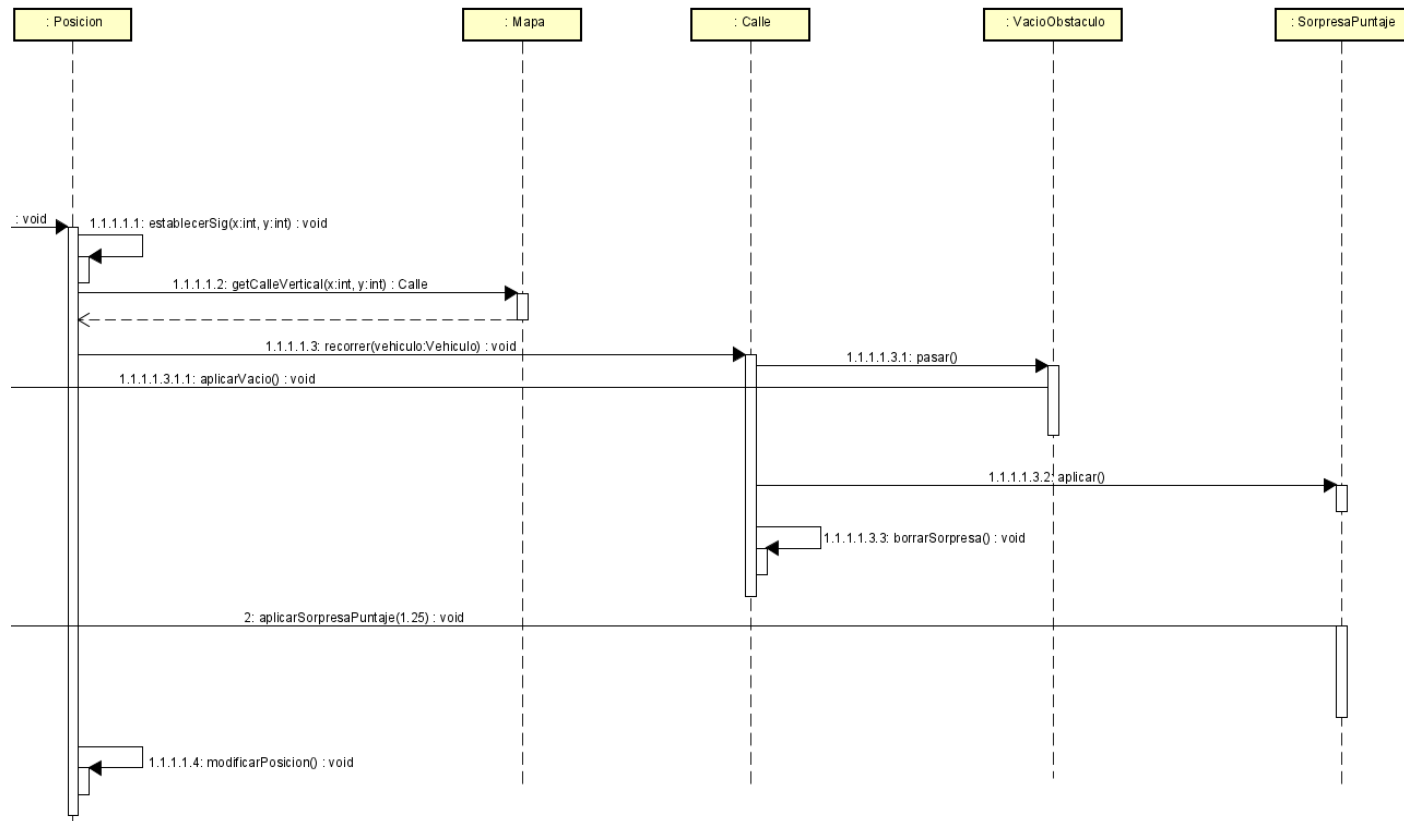 : Posicion
: Mapa
: Calle
: VacioObstaculo
: SorpresaPuntaje
: void
1.1.1.1.1: establecerSig(x:int, y:int) : void
1.1.1.1.2: getCalleVertical(x:int, y:int) : Calle
1.1.1.1.3: recorrer(vehiculo:Vehiculo) : void
1.1.1.1.3.1: pasar()
1.1.1.1.3.1.1: aplicarVacio() : void
1.1.1.1.3.2: aplicar()
1.1.1.1.3.3: borrarSorpresa() : void
2: aplicarSorpresaPuntaje(1.25) : void
1.1.1.1.4: modificarPosicion() : void